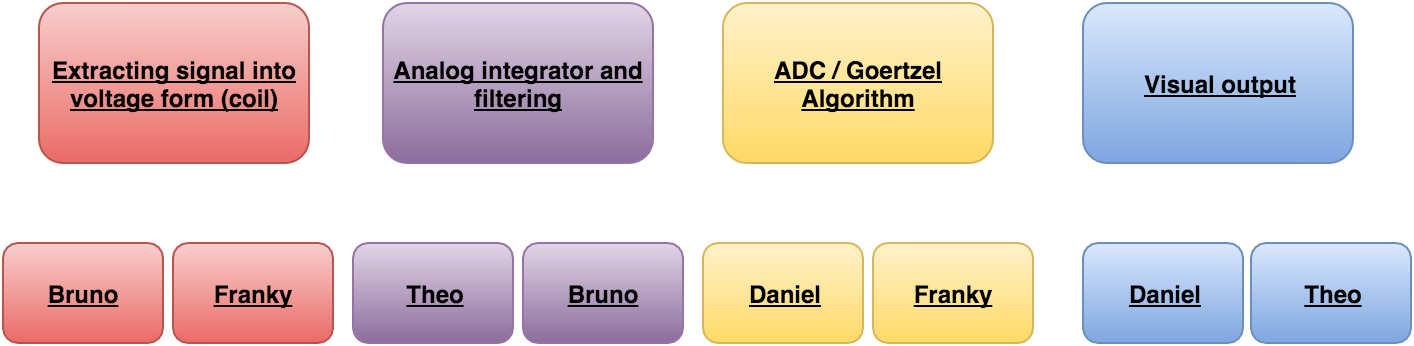 Extracting signal into
voltage form (coil)
Analog integrator and
filtering
ADC / Goertzel
Algorithm
Visual output
Bruno
Franky
Theo
Bruno
Daniel
Franky
Daniel
Theo